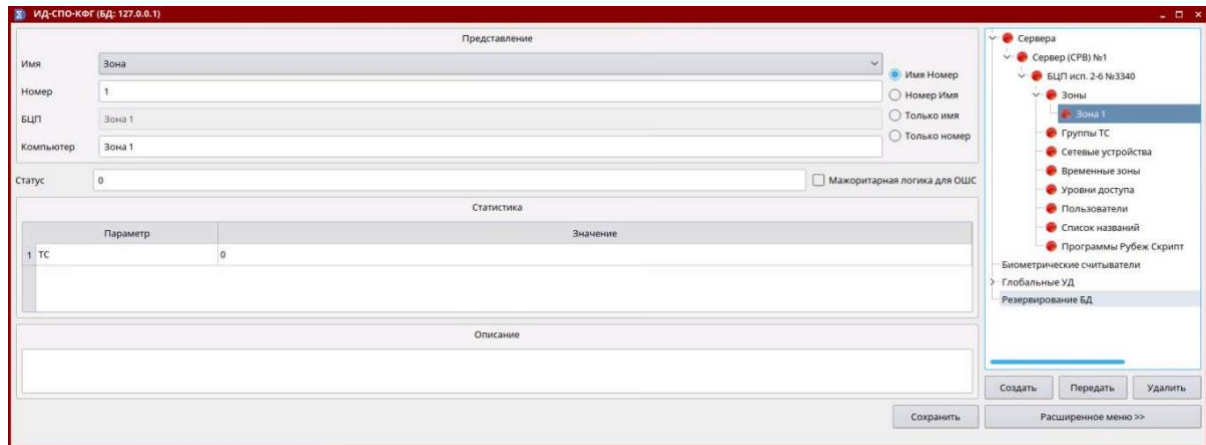 ИД-СПО-КФГ (БД: 127.0.0.1)
Представление
Имя Зона
Номер 1
БЦП Зона 1
Компьютер Зона 1
Имя Номер
Номер Имя
Только имя
Только номер
Статус 0 Мажоритарная логика для ОШС
Статистика
Параметр Значение
1 ТС 0
Описание
Сохранить
Сервера
Сервер (СРВ) №1
БЦП исп. 2-6 №3340
Зоны
Зона 1
Группы ТС
Сетевые устройства
Временные зоны
Уровни доступа
Пользователи
Список названий
Программы Рубеж Скрипт
Биометрические считыватели
Глобальные УД
Резервирование БД
Создать Передать Удалить
Расширенное меню >>